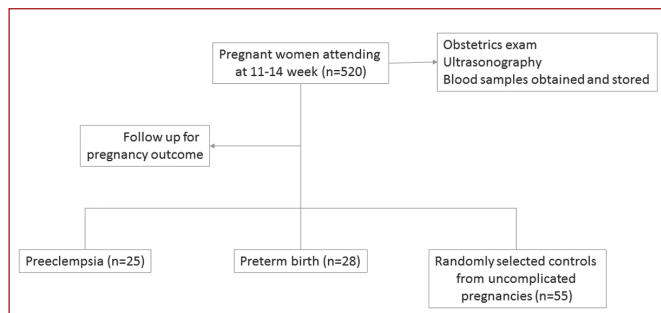 Pregnant women attending
at 11-14 week (n=520)
Obstetrics exam
Ultrasonography
Blood samples obtained and stored
Follow up for
pregnancy outcome
Preeclempsia (n=25)
Preterm birth (n=28)
Randomly selected controls
from uncomplicated
pregnancies (n=55)